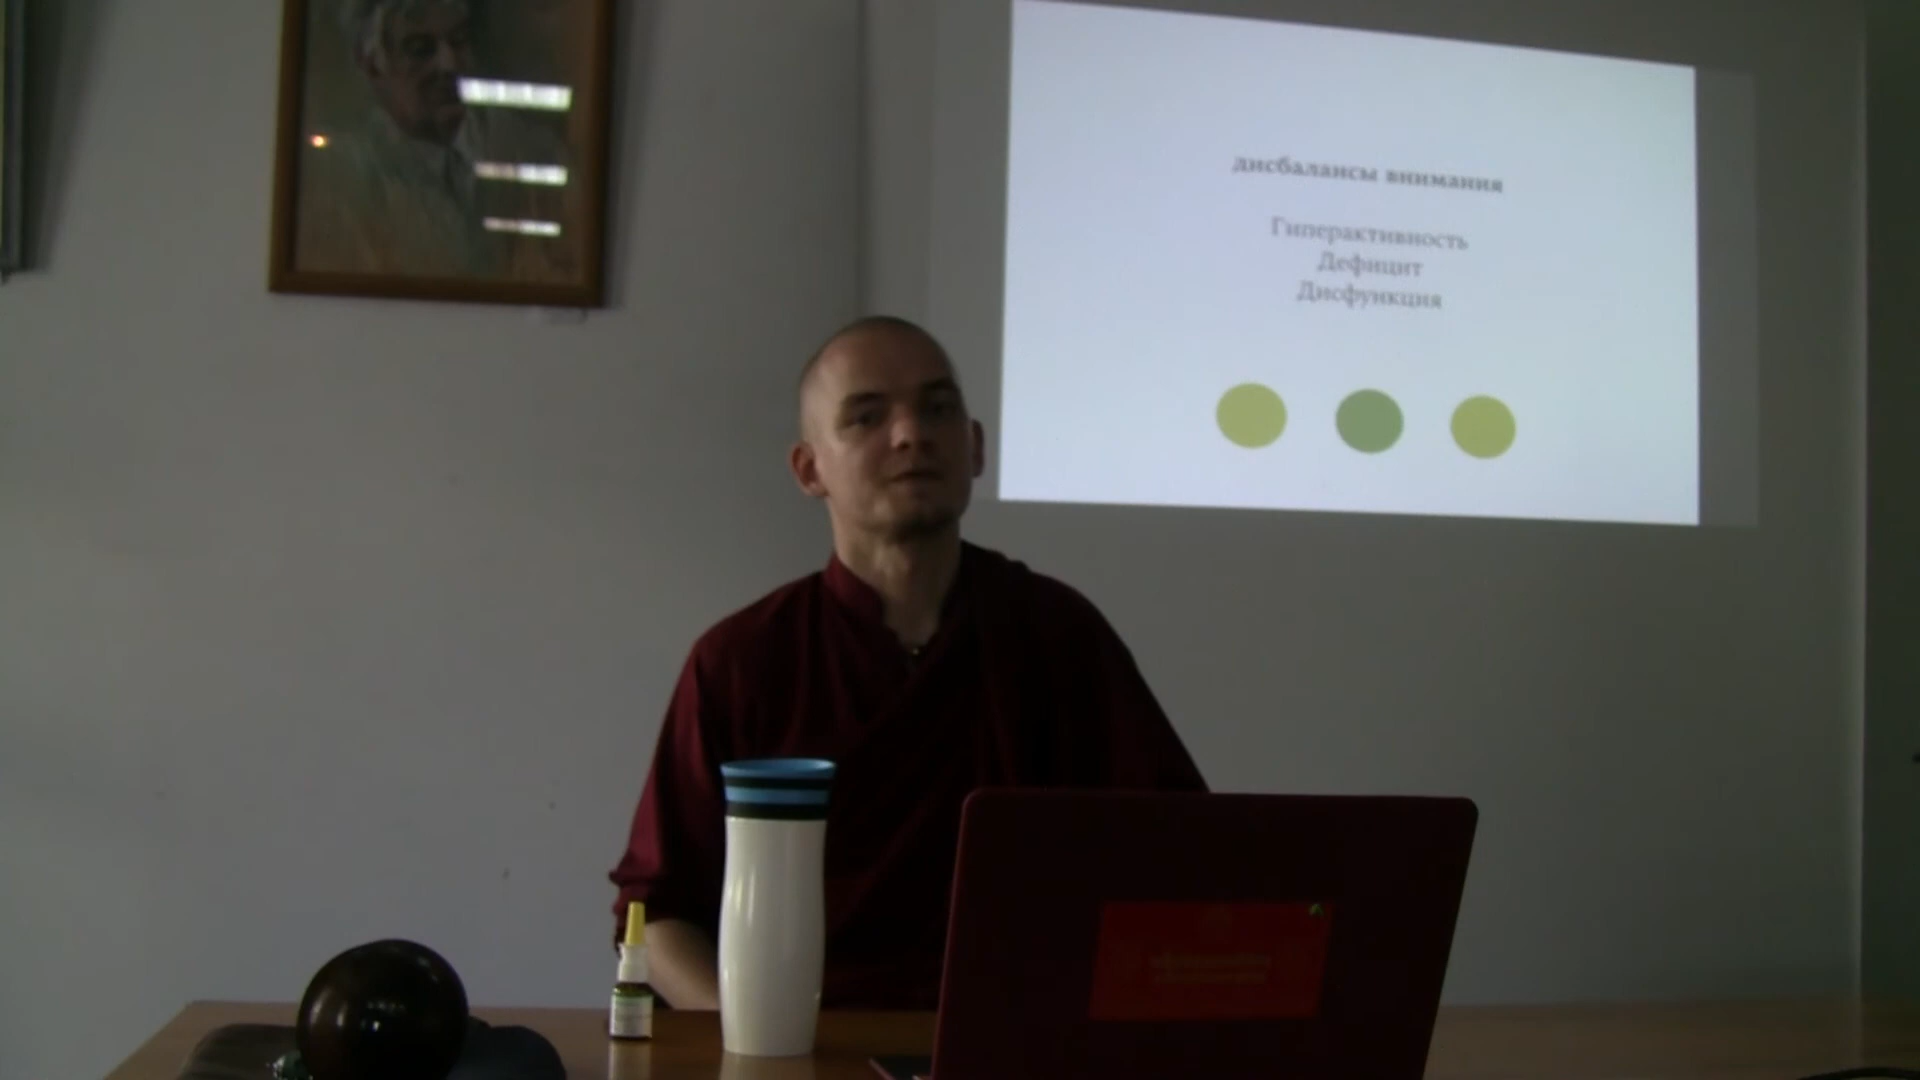 дисбалансы внимания
Гиперактивность
Дефицит
Дисфункция